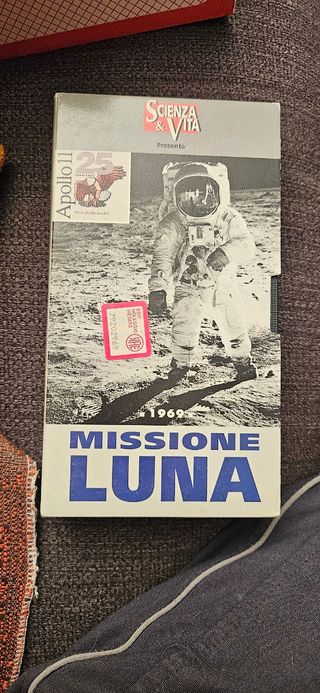 SCIENZA
& VITA
Presenta
Apollo 11
25
1969
MISSIONE
LUNA